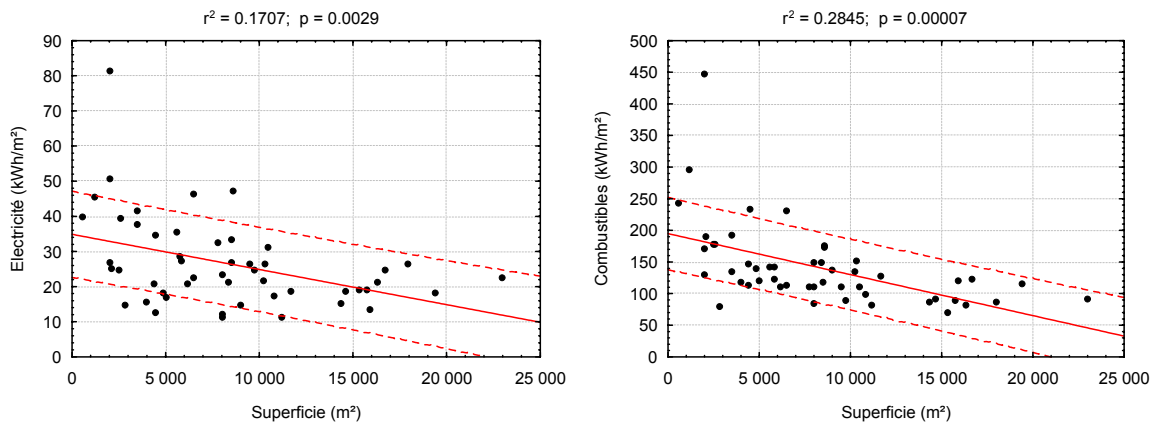 r² = 0.1707; p = 0.0029
90
80
70
60
50
40
30
20
10
0
Electricité (kWh/m²)
0 5 000 10 000 15 000 20 000 25 000
Superficie (m²)
r² = 0.2845; p = 0.00007
500
450
400
350
300
250
200
150
100
50
0
Combustibles (kWh/m²)
0 5 000 10 000 15 000 20 000 25 000
Superficie (m²)